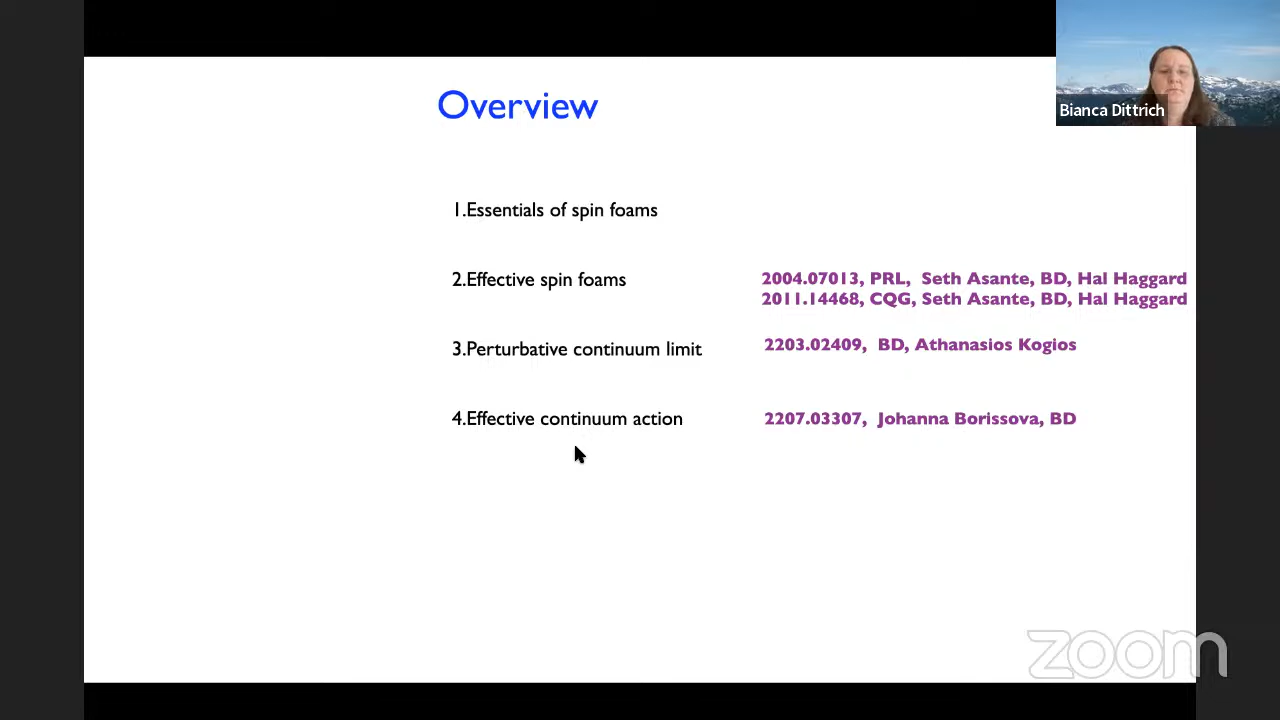 Overview
Bianca Dittrich
1.Essentials of spin foams
2.Effective spin foams
2004.07013, PRL, Seth Asante, BD, Hal Haggard
2011.14468, CQG, Seth Asante, BD, Hal Haggard
3.Perturbative continuum limit
2203.02409, BD, Athanasios Kogios
4.Effective continuum action
2207.03307, Johanna Borissova, BD
zoom